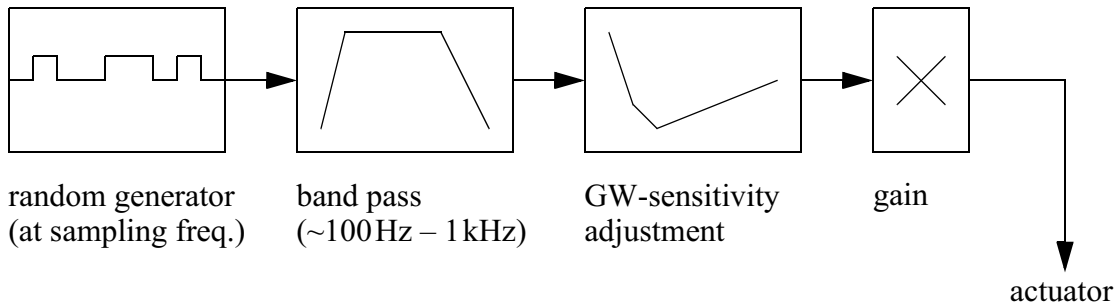 random generator
(at sampling freq.)
band pass
(~100 Hz – 1 kHz)
GW-sensitivity
adjustment
gain
actuator